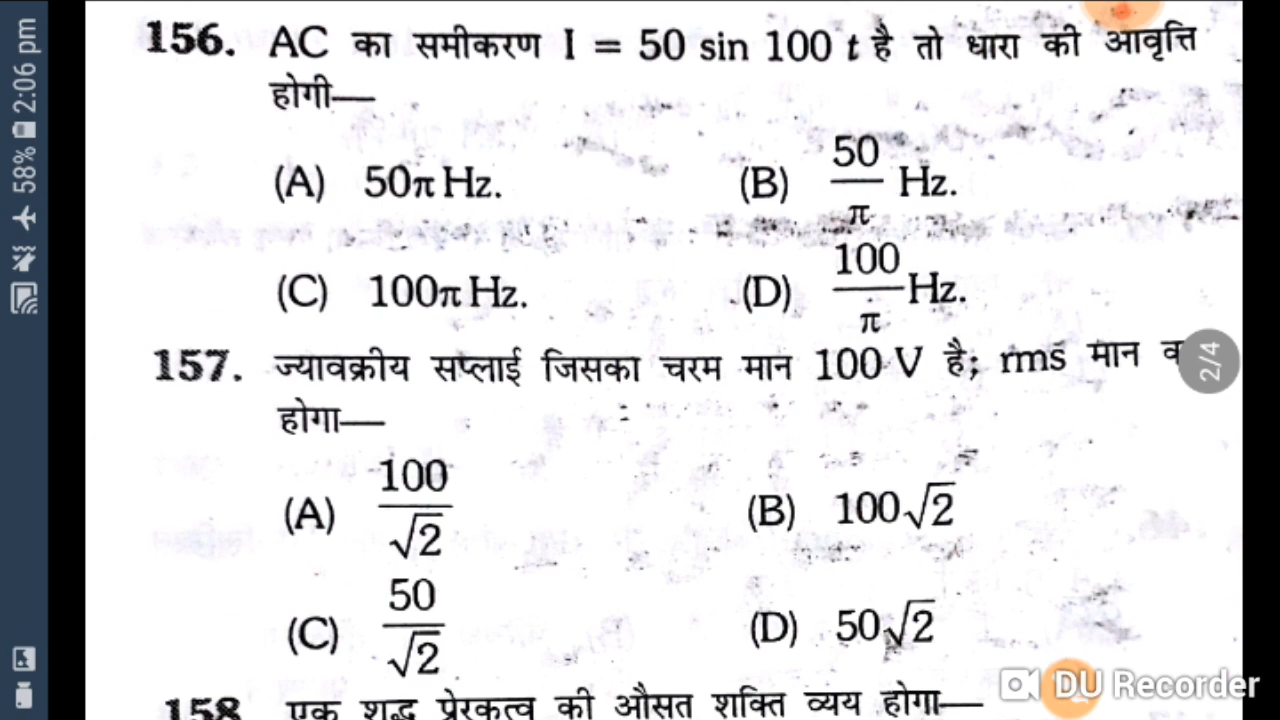 58% 2:06 pm
156. AC का समीकरण I = 50 sin 100 t है तो धारा की आवृत्ति
होगी—
(A) 50π Hz. (B) 50/π Hz.
(C) 100π Hz. (D) 100/π Hz.
157. ज्यावक्रीय सप्लाई जिसका चरम मान 100 V है; rms मान
2/4
होगा—
(A) 100/√2 (B) 100√2
(C) 50/√2 (D) 50√2
158 एक शुद्ध प्रेरकत्व की औसत शक्ति व्यय होगा—
DU Recorder